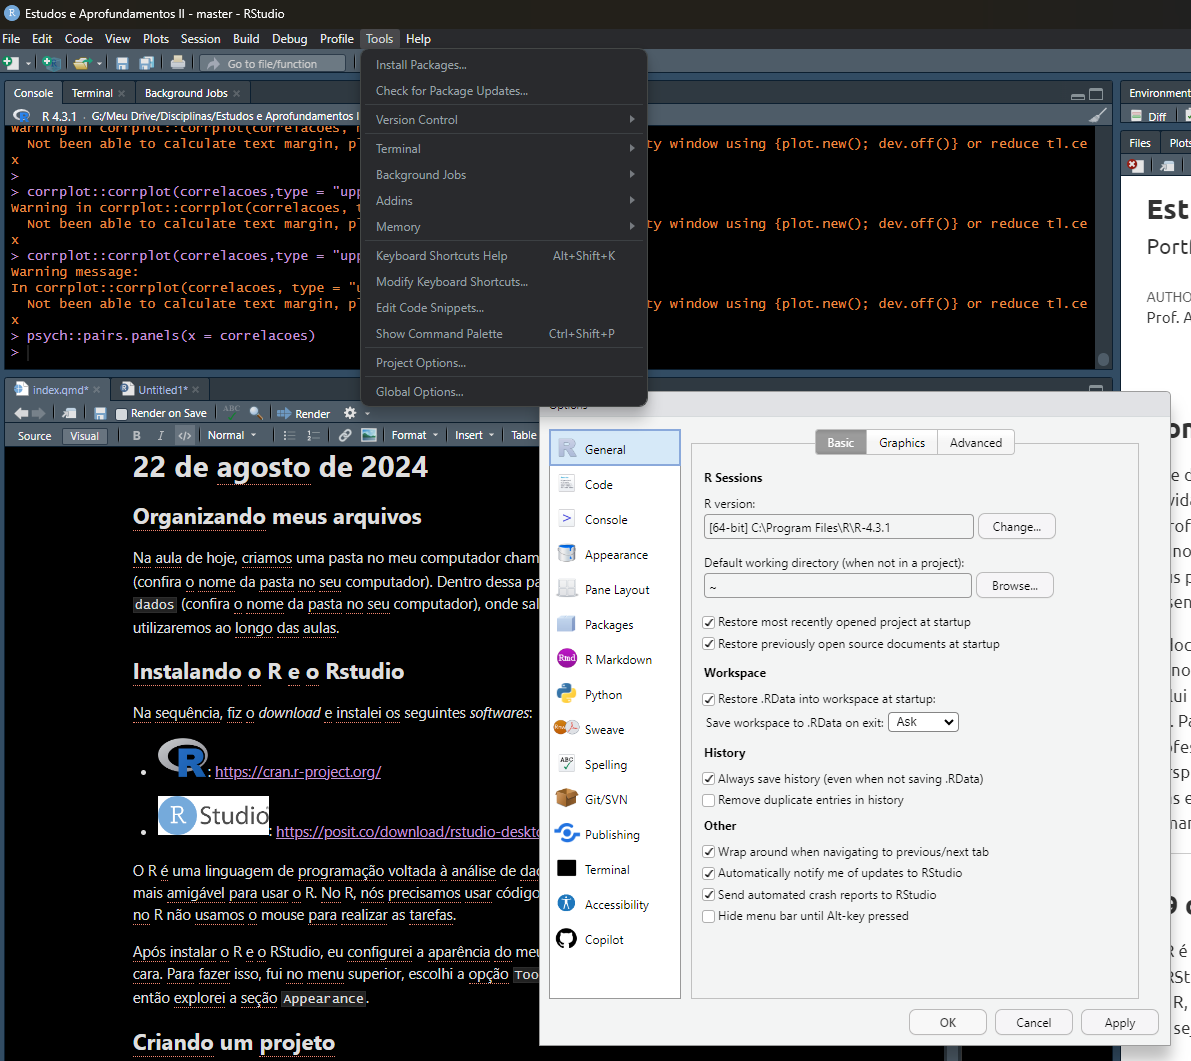 Estudos e Aprofundamentos II - master - RStudio
File Edit Code View Plots Session Build Debug Profile Tools Help
Go to file/function
Console Terminal Background Jobs
R 4.3.1 · G:/Meu Drive/Disciplinas/Estudos e Aprofundamentos I
Warning in corrplot::corrplot(correlacoes,
Not been able to calculate text margin, pl
ty window using {plot.new(); dev.off()} or reduce tl.ce
x
>
> corrplot::corrplot(correlacoes,type = "upp
Warning in corrplot::corrplot(correlacoes, t
Not been able to calculate text margin, pl
ty window using {plot.new(); dev.off()} or reduce tl.ce
x
> corrplot::corrplot(correlacoes,type = "upp
Warning message:
In corrplot::corrplot(correlacoes, type = "u
Not been able to calculate text margin, pl
ty window using {plot.new(); dev.off()} or reduce tl.ce
x
> psych::pairs.panels(x = correlacoes)
>
Install Packages...
Check for Package Updates...
Version Control
Terminal
Background Jobs
Addins
Memory
Keyboard Shortcuts Help Alt+Shift+K
Modify Keyboard Shortcuts...
Edit Code Snippets...
Show Command Palette Ctrl+Shift+P
Project Options...
Global Options...
Environment
Diff
Files Plots
Est
Portf
AUTHO
Prof. A
index.qmd* Untitled1*
Render on Save ABC Render
Source Visual B I </> Normal Format Insert Table
22 de agosto de 2024
Organizando meus arquivos
Na aula de hoje, criamos uma pasta no meu computador cham
(confira o nome da pasta no seu computador). Dentro dessa pa
dados (confira o nome da pasta no seu computador), onde sal
utilizaremos ao longo das aulas.
Instalando o R e o Rstudio
Na sequência, fiz o download e instalei os seguintes softwares:
• R: https://cran.r-project.org/
• R Studio: https://posit.co/download/rstudio-deskto
O R é uma linguagem de programação voltada à análise de dad
mais amigável para usar o R. No R, nós precisamos usar código
no R não usamos o mouse para realizar as tarefas.
Após instalar o R e o RStudio, eu configurei a aparência do meu
cara. Para fazer isso, fui no menu superior, escolhi a opção Too
então explorei a seção Appearance.
Criando um projeto
Options
General
Code
Console
Appearance
Pane Layout
Packages
Rmd R Markdown
Python
Sweave
ABC Spelling
Git/SVN
Publishing
Terminal
Accessibility
Copilot
Basic Graphics Advanced
R Sessions
R version:
[64-bit] C:\Program Files\R\R-4.3.1 Change...
Default working directory (when not in a project):
~ Browse...
Restore most recently opened project at startup
Restore previously open source documents at startup
Workspace
Restore .RData into workspace at startup:
Save workspace to .RData on exit: Ask
History
Always save history (even when not saving .RData)
Remove duplicate entries in history
Other
Wrap around when navigating to previous/next tab
Automatically notify me of updates to RStudio
Send automated crash reports to RStudio
Hide menu bar until Alt-key pressed
OK Cancel Apply